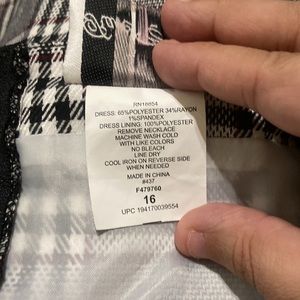 RN18854
DRESS: 65%POLYESTER 34%RAYON
1%SPANDEX
DRESS LINING: 100%POLYESTER
REMOVE NECKLACE
MACHINE WASH COLD
WITH LIKE COLORS
NO BLEACH
LINE DRY
COOL IRON ON REVERSE SIDE
WHEN NEEDED
MADE IN CHINA
#437
F479760
16
UPC 194170039554